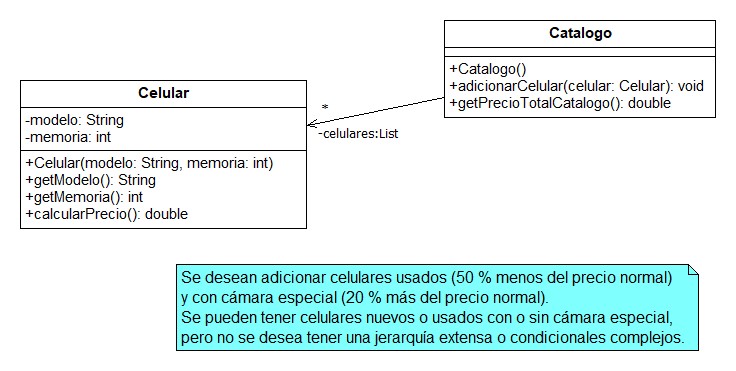 Catalogo
+Catalogo()
+adicionarCelular(celular: Celular): void
+getPrecioTotalCatalogo(): double
Celular
-modelo: String
-memoria: int
+Celular(modelo: String, memoria: int)
+getModelo(): String
+getMemoria(): int
+calcularPrecio(): double
*
-celulares:List
Se desean adicionar celulares usados (50 % menos del precio normal)
y con cámara especial (20 % más del precio normal).
Se pueden tener celulares nuevos o usados con o sin cámara especial,
pero no se desea tener una jerarquía extensa o condicionales complejos.